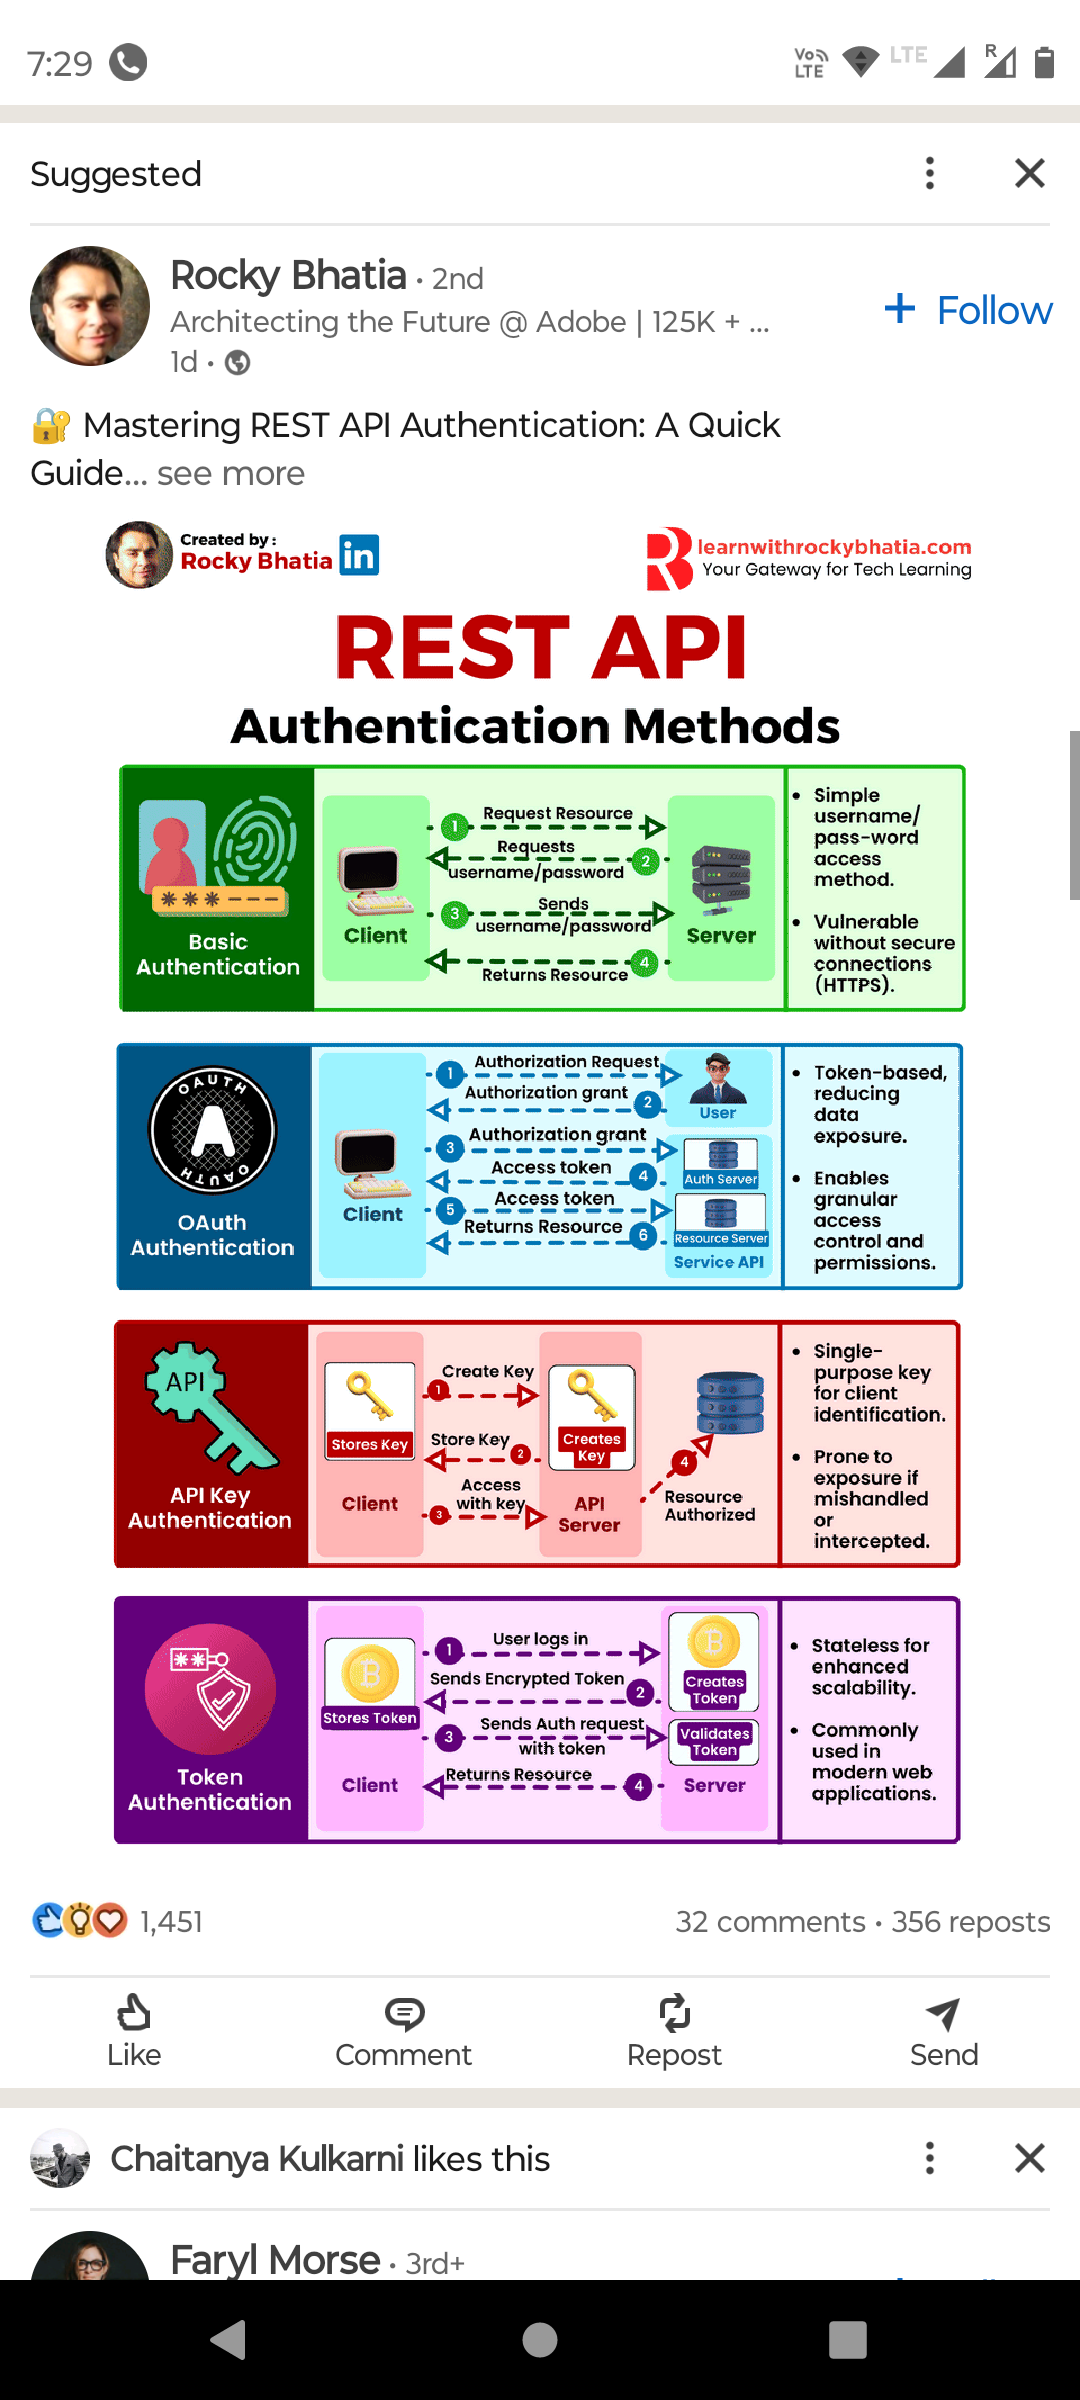 7:29
Vo LTE
LTE
R
Suggested
Rocky Bhatia • 2nd
Architecting the Future @ Adobe | 125K + ...
1d •
+ Follow
🔐 Mastering REST API Authentication: A Quick
Guide... see more
Created by :
Rocky Bhatia
in
learnwithrockybhatia.com
Your Gateway for Tech Learning
REST API
Authentication Methods
Basic
Authentication
Client
1
Request Resource
Requests
username/password
2
3
Sends
username/password
4
Returns Resource
Server
• Simple
username/
pass-word
access
method.
• Vulnerable
without secure
connections
(HTTPS).
OAUTH
A
OAUTH
OAuth
Authentication
Client
1
Authorization Request
Authorization grant
2
3
Authorization grant
Access token
4
5
Access token
Returns Resource
6
User
Auth Server
Resource Server
Service API
• Token-based,
reducing
data
exposure.
• Enables
granular
access
control and
permissions.
API
API Key
Authentication
Stores Key
Client
Create Key
1
Store Key
2
Access
with key
3
Creates
Key
API
Server
4
Resource
Authorized
• Single-
purpose key
for client
identification.
• Prone to
exposure if
mishandled
or
intercepted.
Token
Authentication
Stores Token
Client
1
User logs in
Sends Encrypted Token
2
3
Sends Auth request
with token
Returns Resource
4
Creates
Token
Validates
Token
Server
• Stateless for
enhanced
scalability.
• Commonly
used in
modern web
applications.
1,451
32 comments • 356 reposts
Like
Comment
Repost
Send
Chaitanya Kulkarni likes this
Faryl Morse • 3rd+